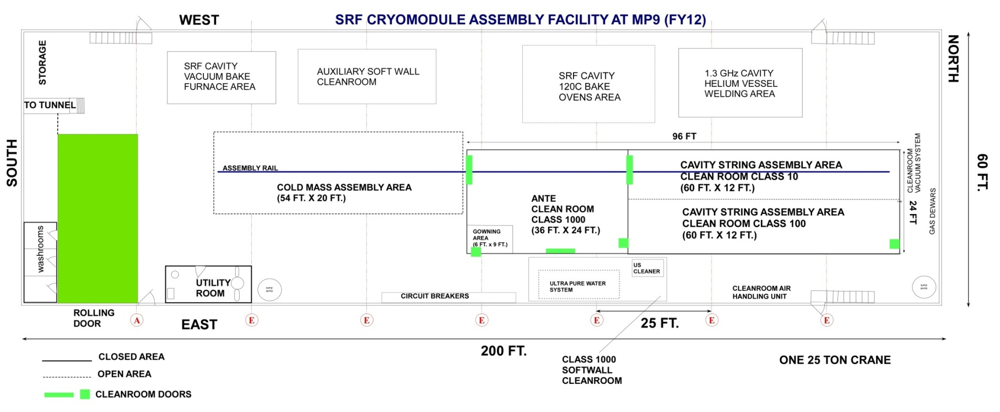 WEST
SRF CRYOMODULE ASSEMBLY FACILITY AT MP9 (FY12)
STORAGE
NORTH
SRF CAVITY
VACUUM BAKE
FURNACE AREA
AUXILIARY SOFT WALL
CLEANROOM
SRF CAVITY
120C BAKE
OVENS AREA
1.3 GHz CAVITY
HELIUM VESSEL
WELDING AREA
TO TUNNEL
SOUTH
96 FT
ASSEMBLY RAIL
COLD MASS ASSEMBLY AREA
(54 FT. X 20 FT.)
ANTE
CLEAN ROOM
CLASS 1000
(36 FT. X 24 FT.)
CAVITY STRING ASSEMBLY AREA
CLEAN ROOM CLASS 10
(60 FT. X 12 FT.)
CAVITY STRING ASSEMBLY AREA
CLEAN ROOM CLASS 100
(60 FT. X 12 FT.)
CLEANROOM
VACUUM SYSTEM
24 FT
GAS DEWARS
60 FT.
GOWNING
AREA
(6 FT. x 9 FT.)
washrooms
UTILITY
ROOM
sump
pump
CIRCUIT BREAKERS
ULTRA PURE WATER
SYSTEM
US
CLEANER
CLEANROOM AIR
HANDLING UNIT
sump
pump
ROLLING
DOOR
A
EAST
E
E
E
E
25 FT.
E
E
200 FT.
CLASS 1000
SOFTWALL
CLEANROOM
ONE 25 TON CRANE
CLOSED AREA
OPEN AREA
CLEANROOM DOORS